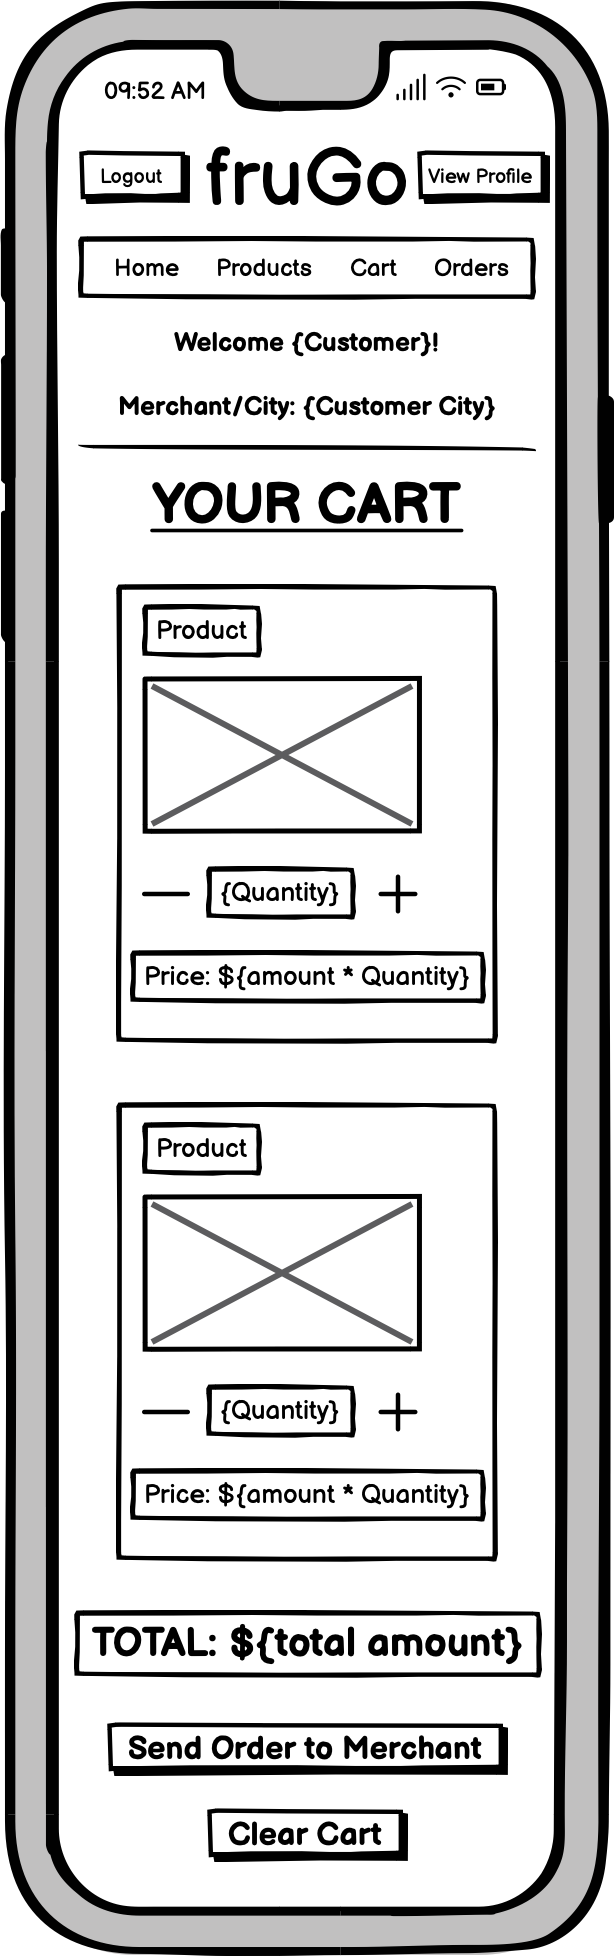 09:52 AM
Logout
fruGo
View Profile
Home Products Cart Orders
Welcome {Customer}!
Merchant/City: {Customer City}
YOUR CART
Product
{Quantity}
Price: ${amount * Quantity}
Product
{Quantity}
Price: ${amount * Quantity}
TOTAL: ${total amount}
Send Order to Merchant
Clear Cart